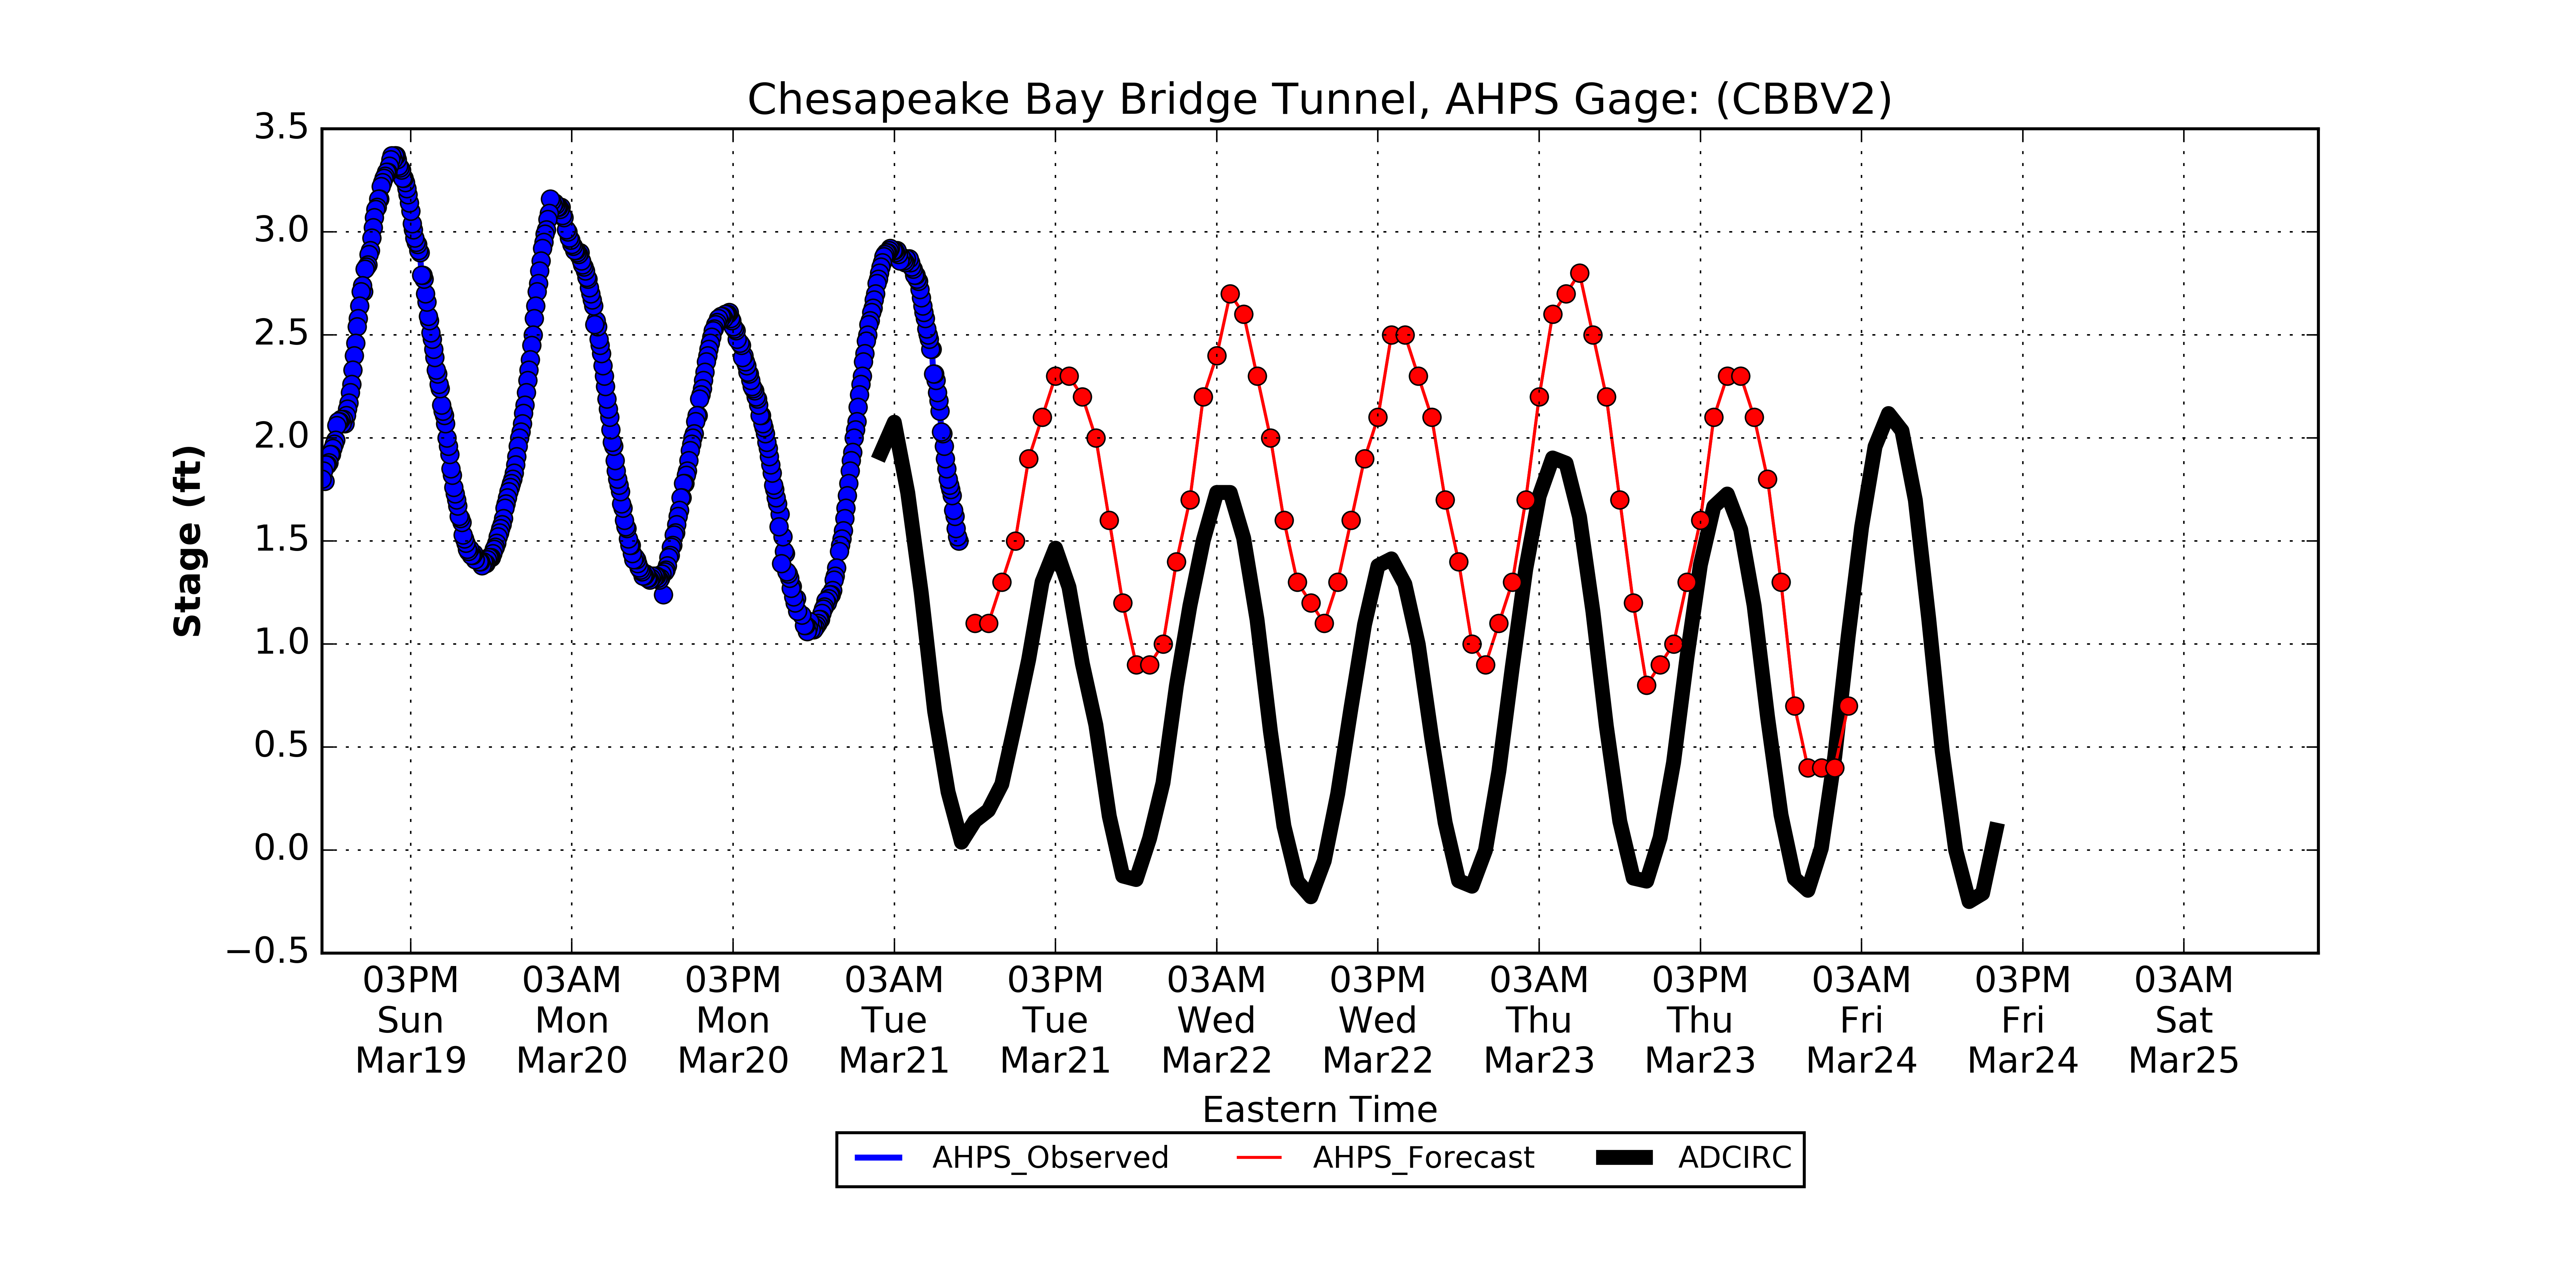 Chesapeake Bay Bridge Tunnel, AHPS Gage: (CBBV2)
3.5
3.0
2.5
2.0
1.5
1.0
0.5
0.0
−0.5
Stage (ft)
03PM 03AM 03PM 03AM 03PM 03AM 03PM 03AM 03PM 03AM 03PM 03AM
Sun Mon Mon Tue Tue Wed Wed Thu Thu Fri Fri Sat
Mar19 Mar20 Mar20 Mar21 Mar21 Mar22 Mar22 Mar23 Mar23 Mar24 Mar24 Mar25
Eastern Time
AHPS_Observed AHPS_Forecast ADCIRC